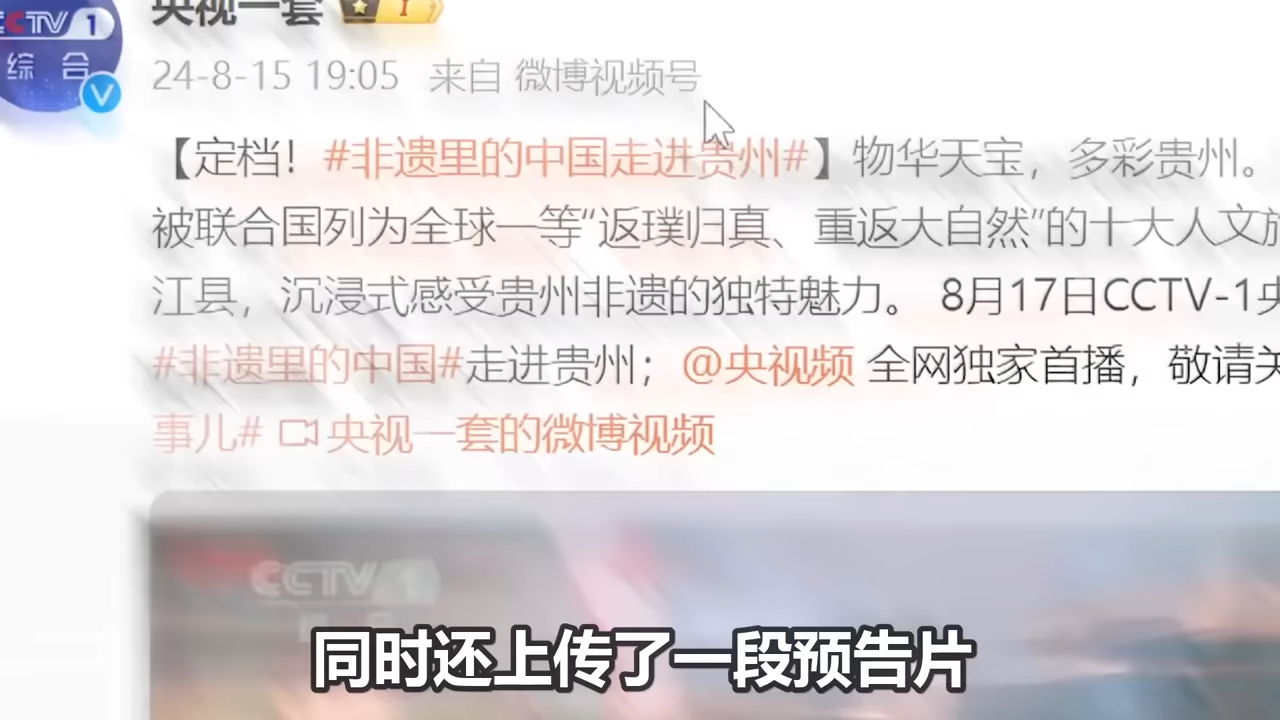 CCTV 1
综合
央视一套
24-8-15 19:05 来自 微博视频号
【定档！#非遗里的中国走进贵州#】物华天宝，多彩贵州。
被联合国列为全球一等“返璞归真、重返大自然”的十大人文旅
江县，沉浸式感受贵州非遗的独特魅力。 8月17日CCTV-1央
#非遗里的中国#走进贵州；@央视频 全网独家首播，敬请关
事儿# 央视一套的微博视频
CCTV 1
同时还上传了一段预告片